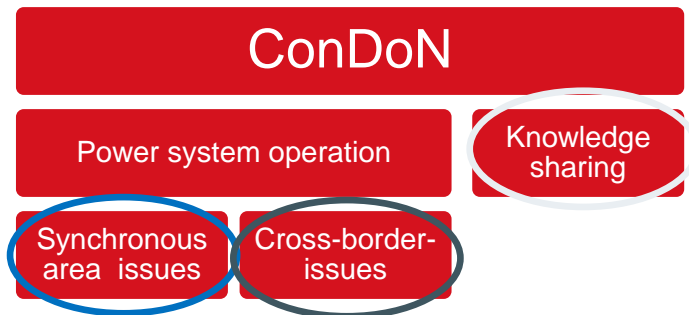 ConDoN
Power system operation
Knowledge
sharing
Synchronous
area issues
Cross-border-
issues